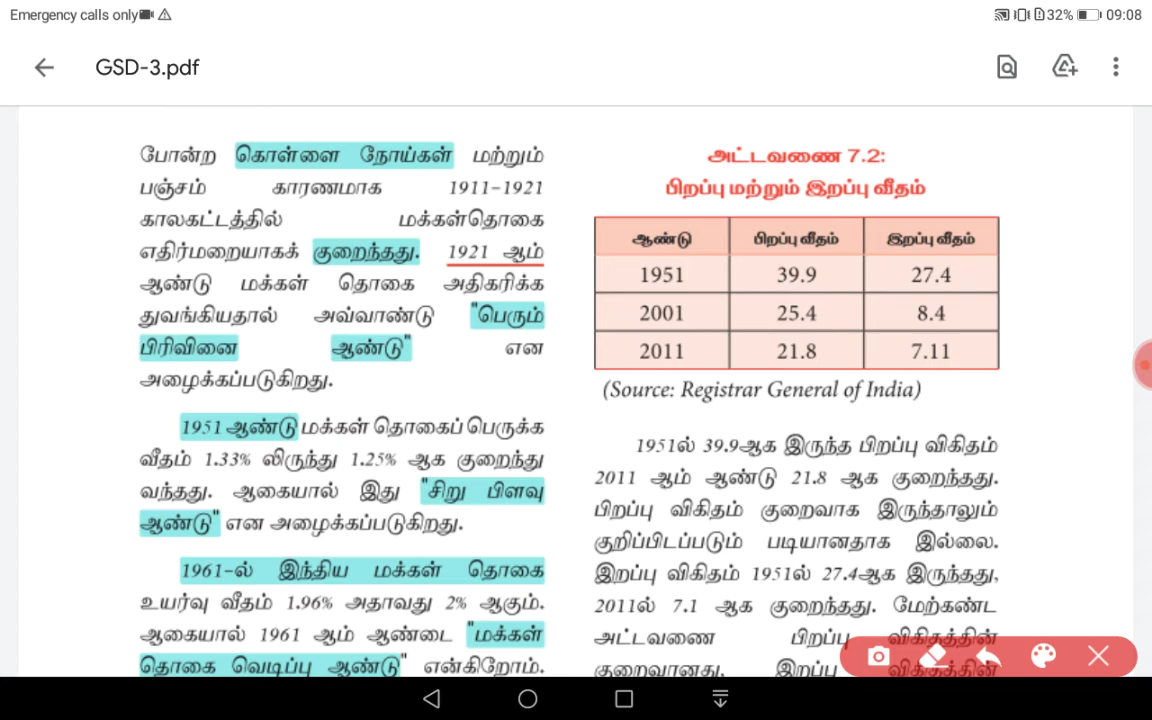 Emergency calls only
32% 09:08
GSD-3.pdf
போன்ற கொள்ளை நோய்கள் மற்றும்
பஞ்சம் காரணமாக 1911-1921
காலகட்டத்தில் மக்கள்தொகை
எதிர்மறையாகக் குறைந்தது. 1921 ஆம்
ஆண்டு மக்கள் தொகை அதிகரிக்க
துவங்கியதால் அவ்வாண்டு "பெரும்
பிரிவினை ஆண்டு" என
அழைக்கப்படுகிறது.
1951 ஆண்டு மக்கள் தொகைப் பெருக்க
வீதம் 1.33% லிருந்து 1.25% ஆக குறைந்து
வந்தது. ஆகையால் இது "சிறு பிளவு
ஆண்டு" என அழைக்கப்படுகிறது.
1961-ல் இந்திய மக்கள் தொகை
உயர்வு வீதம் 1.96% அதாவது 2% ஆகும்.
ஆகையால் 1961 ஆம் ஆண்டை "மக்கள்
தொகை வெடிப்பு ஆண்டு" என்கிறோம்.
அட்டவணை 7.2:
பிறப்பு மற்றும் இறப்பு வீதம்
ஆண்டு பிறப்பு வீதம் இறப்பு வீதம்
1951 39.9 27.4
2001 25.4 8.4
2011 21.8 7.11
(Source: Registrar General of India)
1951ல் 39.9ஆக இருந்த பிறப்பு விகிதம்
2011 ஆம் ஆண்டு 21.8 ஆக குறைந்தது.
பிறப்பு விகிதம் குறைவாக இருந்தாலும்
குறிப்பிடப்படும் படியானதாக இல்லை.
இறப்பு விகிதம் 1951ல் 27.4ஆக இருந்தது,
2011ல் 7.1 ஆக குறைந்தது. மேற்கண்ட
அட்டவணை பிறப்பு விகிதத்தின்
குறைவானது, இறப்பு விகிதத்தின்